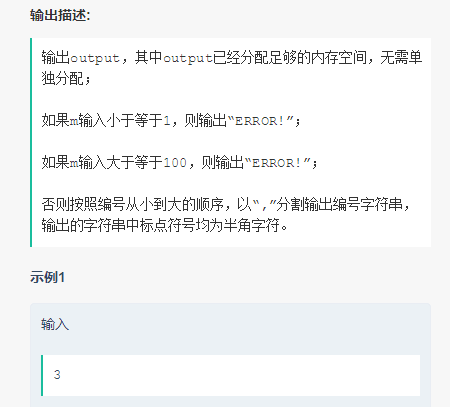 输出描述:
输出output，其中output已经分配足够的内存空间，无需单
独分配；
如果m输入小于等于1，则输出“ERROR!”；
如果m输入大于等于100，则输出“ERROR!”；
否则按照编号从小到大的顺序，以“,”分割输出编号字符串，
输出的字符串中标点符号均为半角字符。
示例1
输入
3